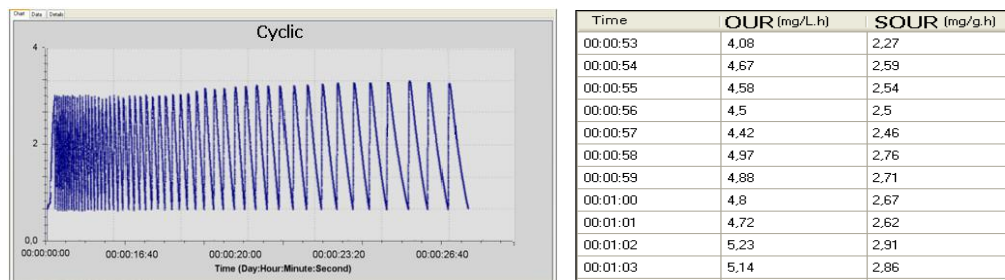 Chart Data Details
Cyclic
4
2
0,0
00:00:00:00 00:00:16:40 00:00:20:00 00:00:23:20 00:00:26:40
Time (Day:Hour:Minute:Second)
Time OUR (mg/L.h) SOUR (mg/g.h)
00:00:53 4,08 2,27
00:00:54 4,67 2,59
00:00:55 4,58 2,54
00:00:56 4,5 2,5
00:00:57 4,42 2,46
00:00:58 4,97 2,76
00:00:59 4,88 2,71
00:01:00 4,8 2,67
00:01:01 4,72 2,62
00:01:02 5,23 2,91
00:01:03 5,14 2,86